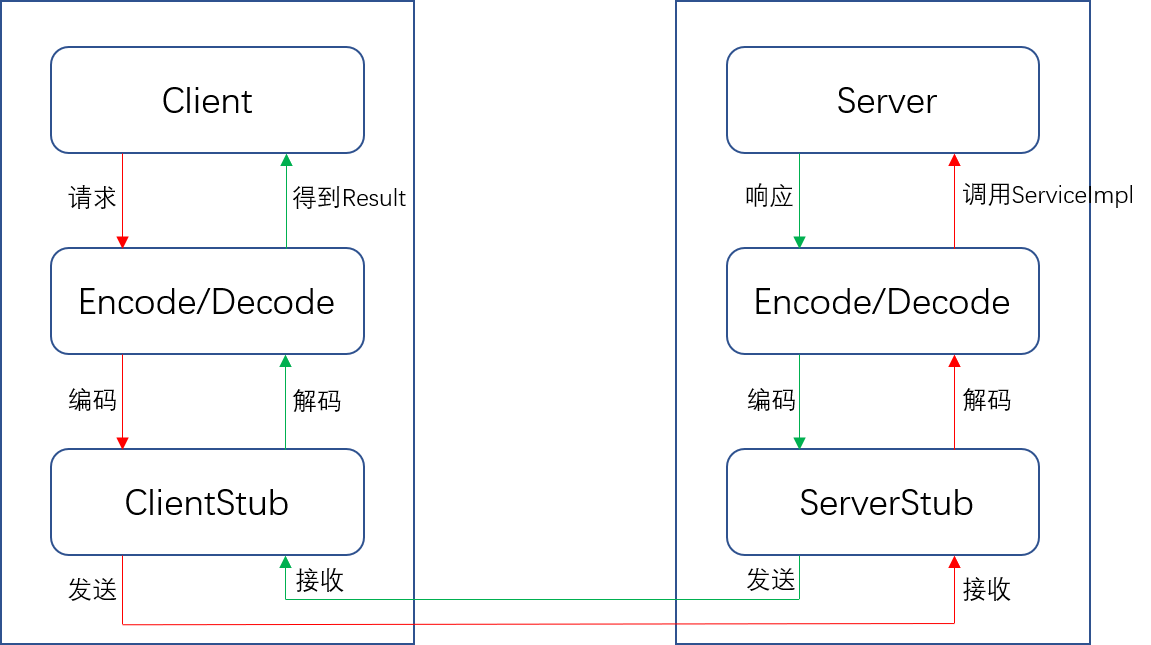 Client
Server
请求
得到Result
响应
调用ServiceImpl
Encode/Decode
Encode/Decode
编码
解码
编码
解码
ClientStub
ServerStub
发送
接收
发送
接收